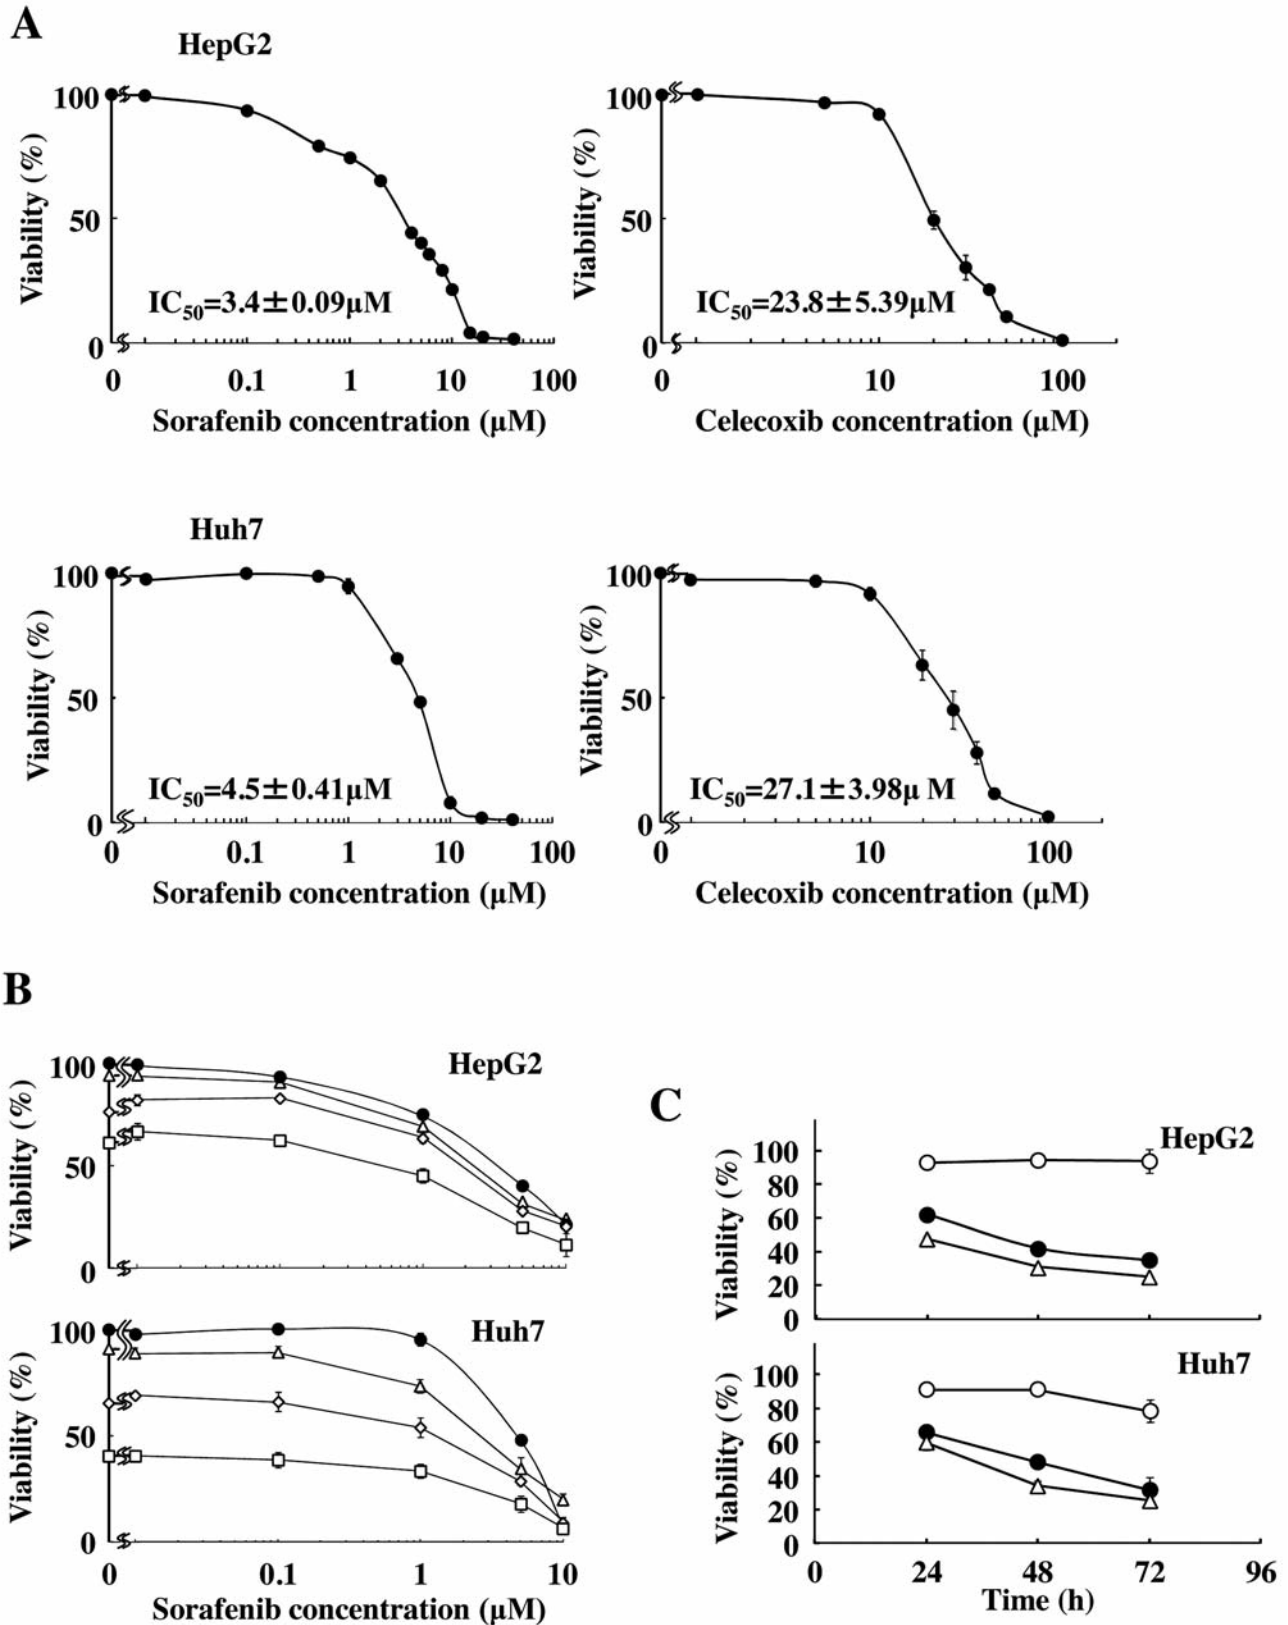 A
HepG2
100
50
0
Viability (%)
IC50=3.4±0.09μM
0 0.1 1 10 100
Sorafenib concentration (μM)
100
50
0
Viability (%)
IC50=23.8±5.39μM
0 10 100
Celecoxib concentration (μM)
Huh7
100
50
0
Viability (%)
IC50=4.5±0.41μM
0 0.1 1 10 100
Sorafenib concentration (μM)
100
50
0
Viability (%)
IC50=27.1±3.98μ M
0 10 100
Celecoxib concentration (μM)
B
HepG2
100
50
0
Viability (%)
Huh7
100
50
0
Viability (%)
0 0.1 1 10
Sorafenib concentration (μM)
C
HepG2
100
80
60
40
20
0
Viability (%)
Huh7
100
80
60
40
20
0
Viability (%)
0 24 48 72 96
Time (h)